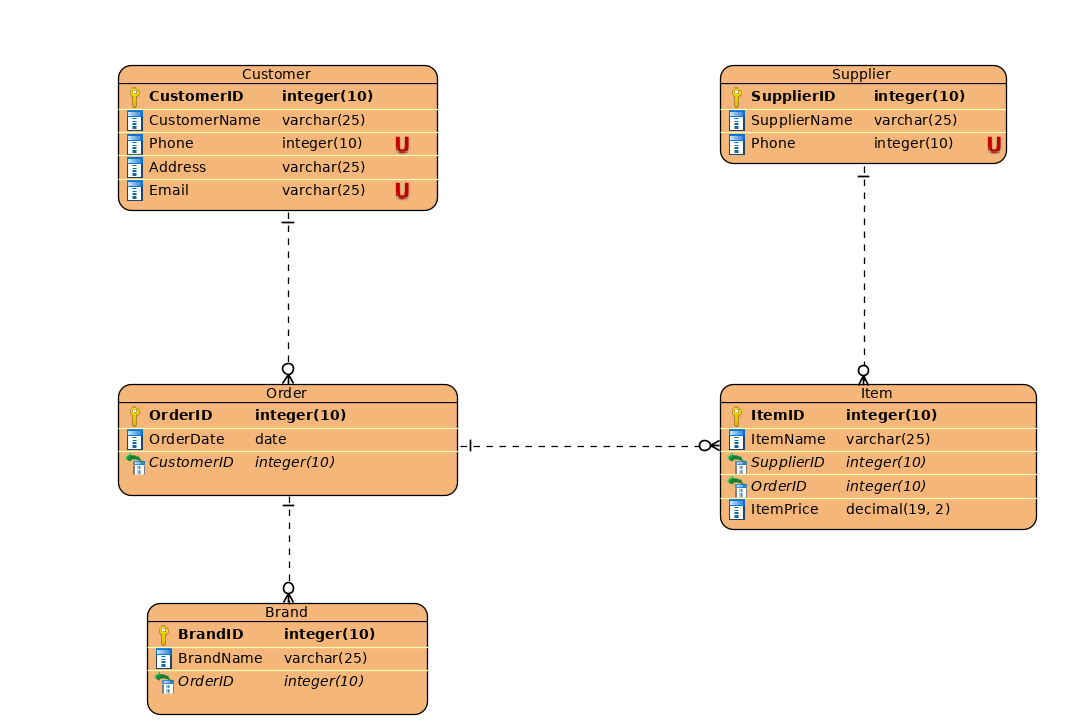 Customer
CustomerID integer(10)
CustomerName varchar(25)
Phone integer(10) U
Address varchar(25)
Email varchar(25) U
Supplier
SupplierID integer(10)
SupplierName varchar(25)
Phone integer(10) U
Order
OrderID integer(10)
OrderDate date
CustomerID integer(10)
Item
ItemID integer(10)
ItemName varchar(25)
SupplierID integer(10)
OrderID integer(10)
ItemPrice decimal(19, 2)
Brand
BrandID integer(10)
BrandName varchar(25)
OrderID integer(10)